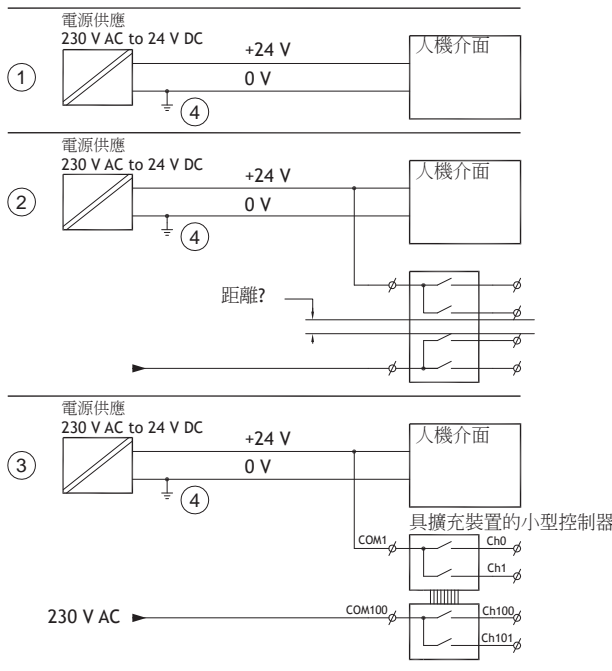 電源供應
230 V AC to 24 V DC
+24 V
人機介面
1
0 V
4
電源供應
230 V AC to 24 V DC
+24 V
人機介面
2
0 V
4
距離?
電源供應
230 V AC to 24 V DC
+24 V
人機介面
3
0 V
4
具擴充裝置的小型控制器
COM1
Ch0
Ch1
230 V AC
COM100
Ch100
Ch101